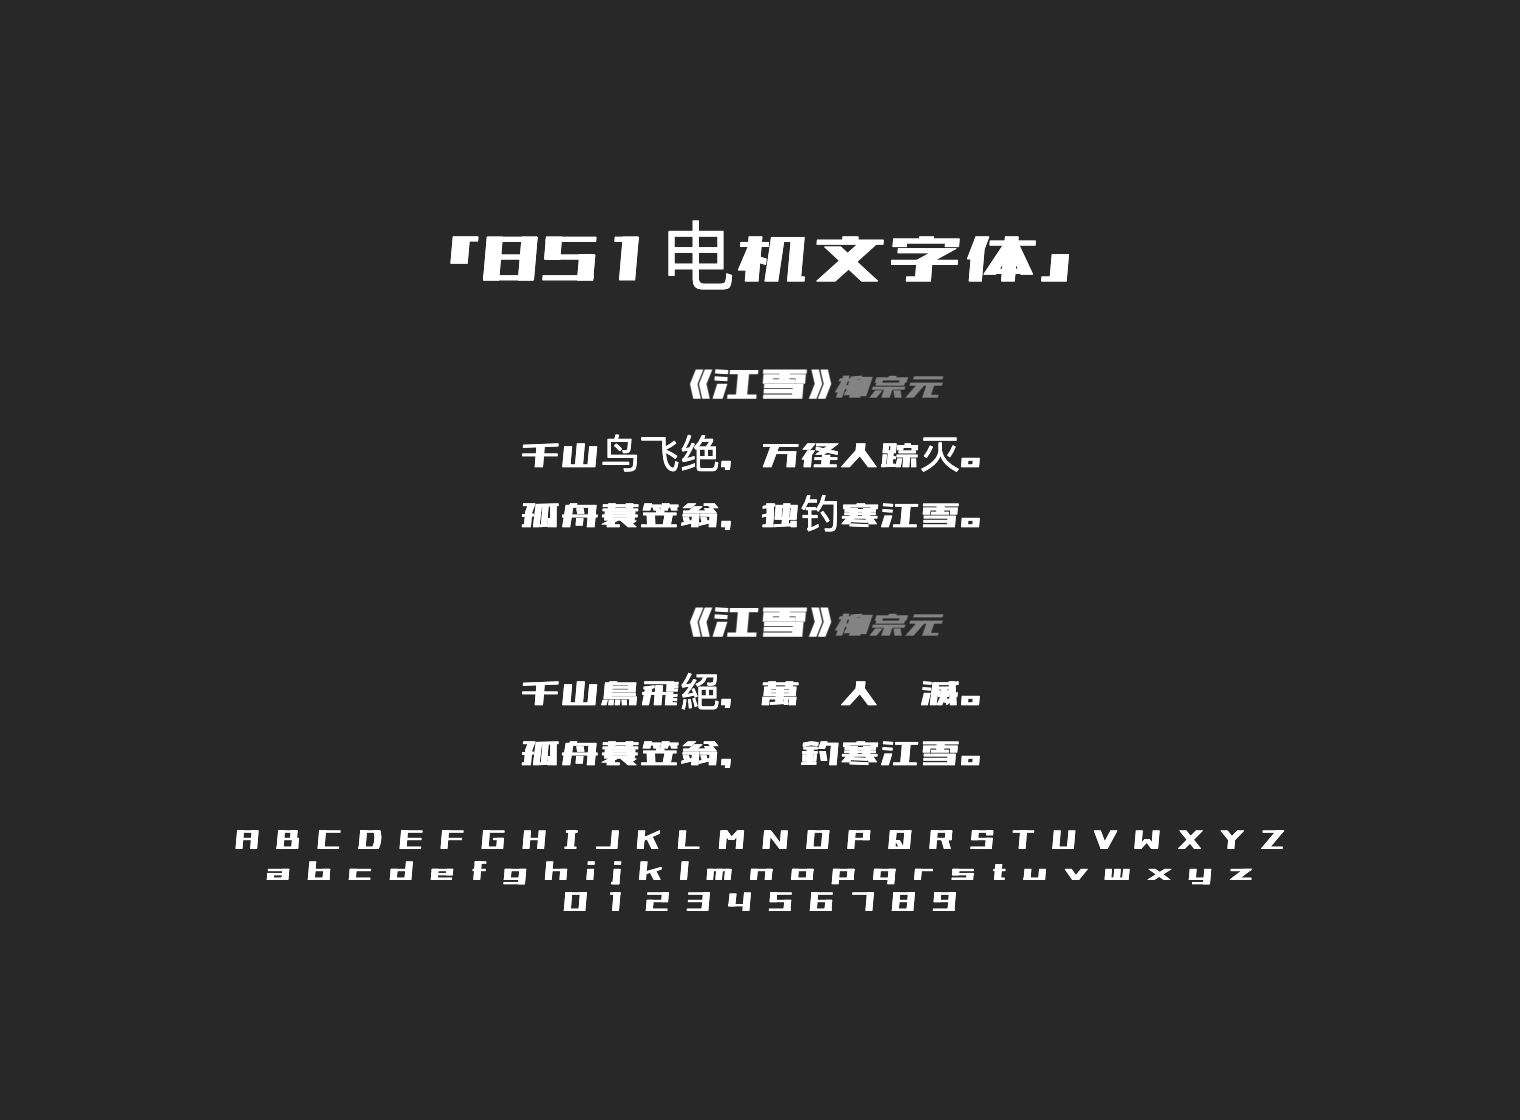 「851电机文字体」
《江雪》柳宗元
千山鸟飞绝，万径人踪灭。
孤舟蓑笠翁，独钓寒江雪。
《江雪》柳宗元
千山鳥飛絕，萬　人　滅。
孤舟蓑笠翁，　釣寒江雪。
A B C D E F G H I J K L M N O P Q R S T U V W X Y Z
a b c d e f g h i j k l m n o p q r s t u v w x y z
0 1 2 3 4 5 6 7 8 9